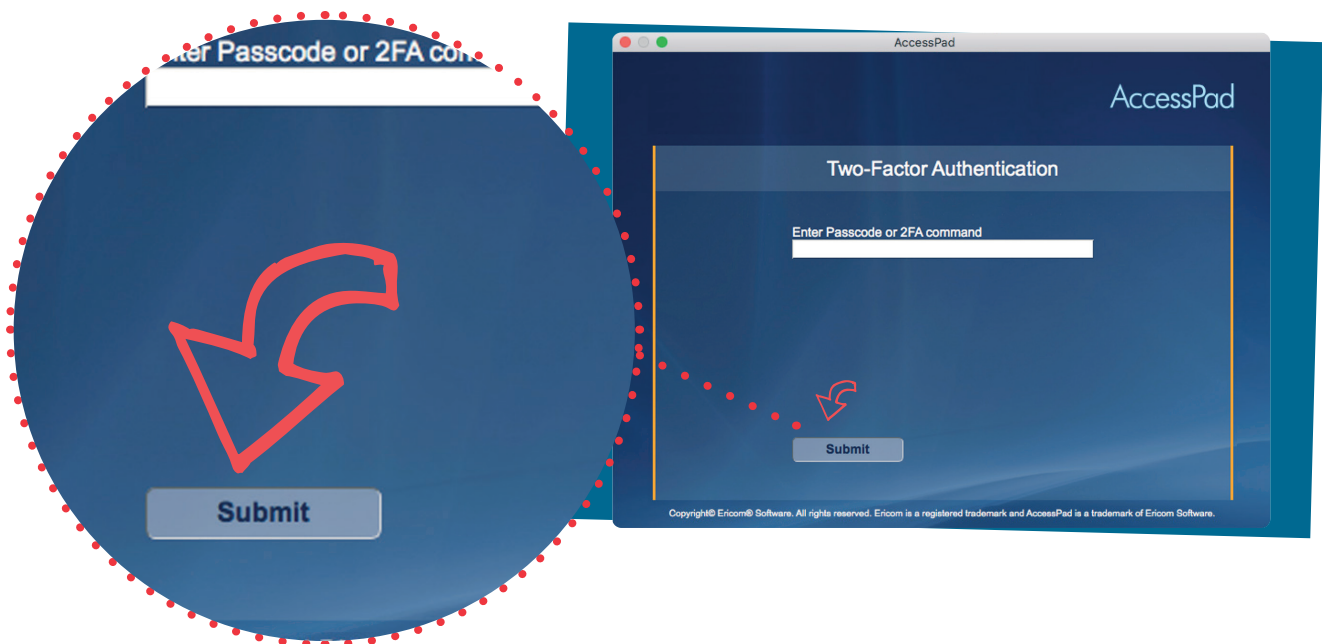 Enter Passcode or 2FA
Submit
AccessPad
AccessPad
Two-Factor Authentication
Enter Passcode or 2FA command
Submit
Copyright© Ericom® Software. All rights reserved. Ericom is a registered trademark and AccessPad is a trademark of Ericom Software.